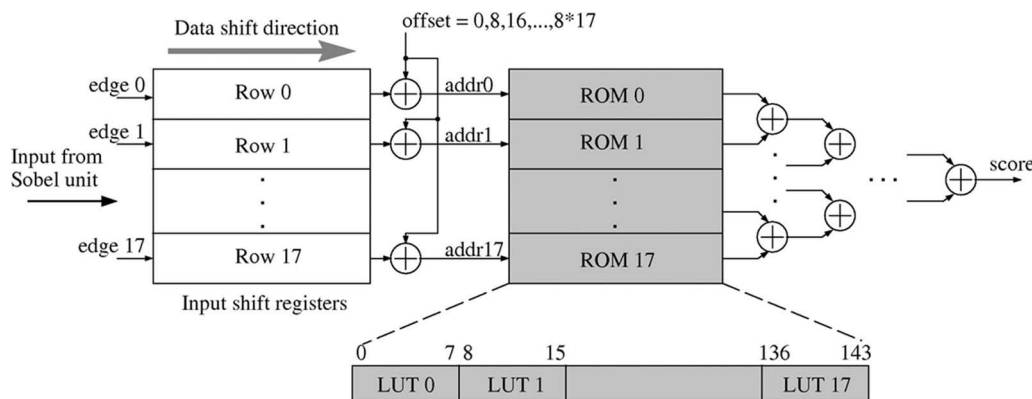 Data shift direction
offset = 0,8,16,...,8*17
edge 0
Row 0
addr0
ROM 0
edge 1
Row 1
addr1
ROM 1
Input from
Sobel unit
score
edge 17
Row 17
addr17
ROM 17
Input shift registers
0 7 8 15 136 143
LUT 0 LUT 1 LUT 17